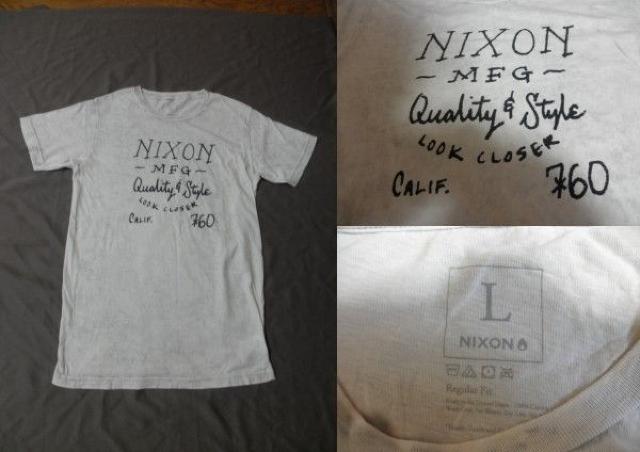 NIXON
~ MFG ~
Quality & Style
LOOK CLOSER
CALIF. 760
NIXON
~ MFG ~
Quality & Style
LOOK CLOSER
CALIF. 760
L
NIXON
Regular Fit